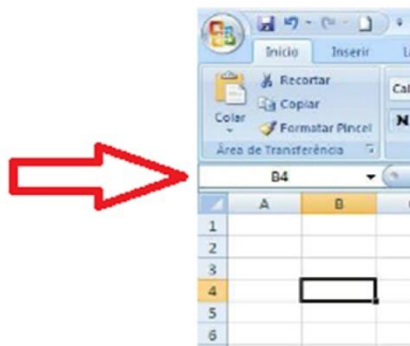 Início Inserir
Recortar
Copiar
Colar
Formatar Pincel
Área de Transferência
B4
A B
1
2
3
4
5
6